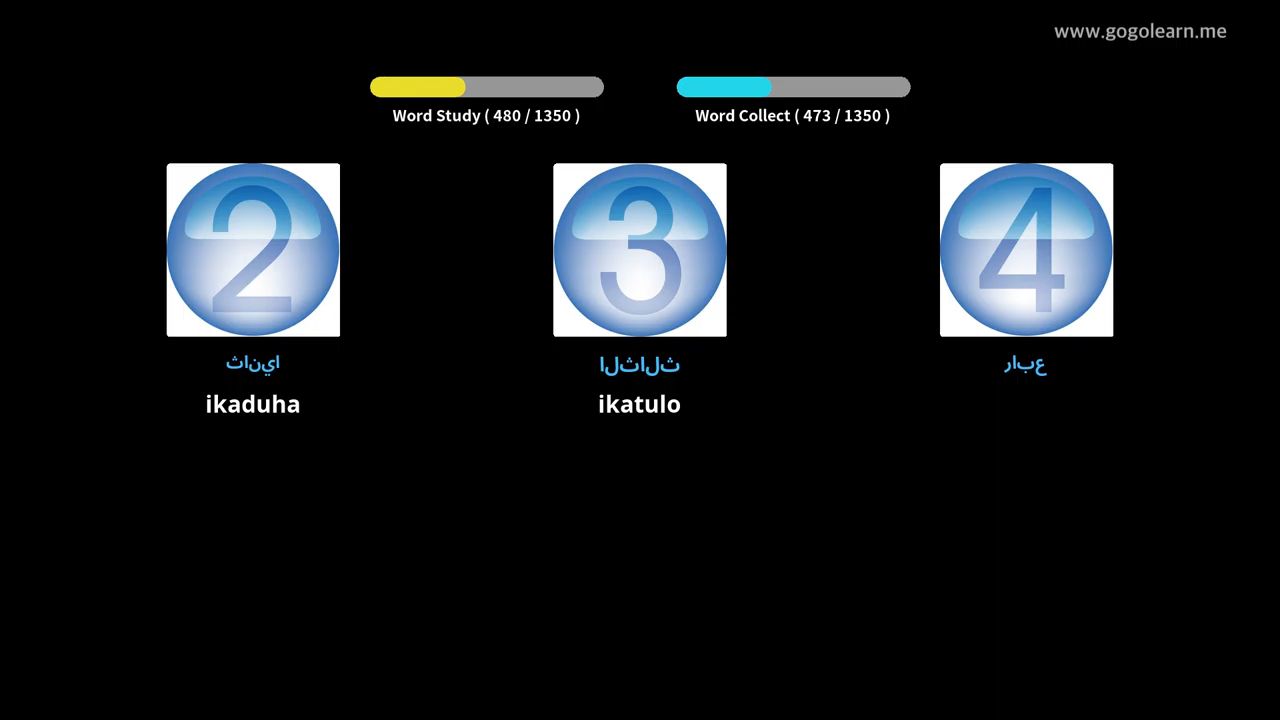 www.gogolearn.me
Word Study ( 480 / 1350 )
Word Collect ( 473 / 1350 )
2
3
4
ثانيا
الثالث
رابع
ikaduha
ikatulo